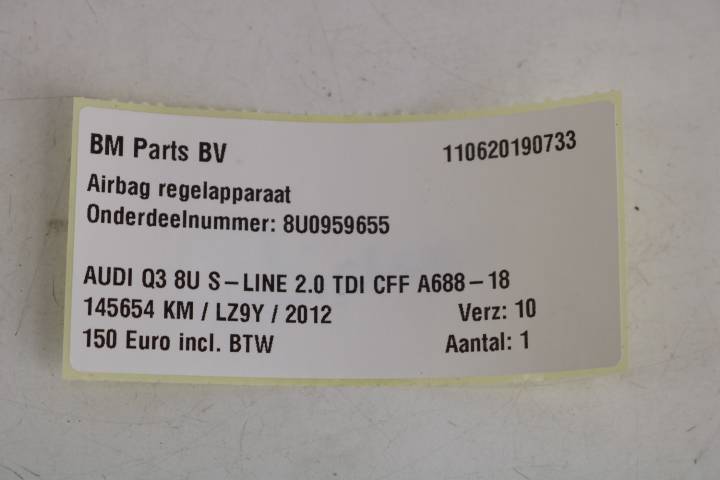 BM Parts BV 110620190733
Airbag regelapparaat
Onderdeelnummer: 8U0959655
AUDI Q3 8U S-LINE 2.0 TDI CFF A688-18
145654 KM / LZ9Y / 2012 Verz: 10
150 Euro incl. BTW Aantal: 1